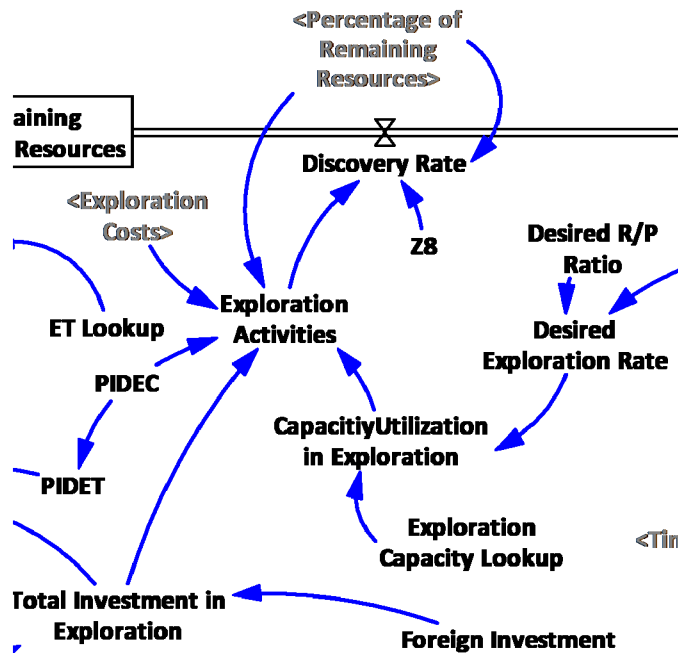 <Percentage of
Remaining
Resources>
aining
Resources
Discovery Rate
<Exploration
Costs>
Z8
Desired R/P
Ratio
Exploration
Activities
ET Lookup
Desired
Exploration Rate
PIDEC
CapacitiyUtilization
in Exploration
PIDET
Exploration
Capacity Lookup
<Tim
Total Investment in
Exploration
Foreign Investment